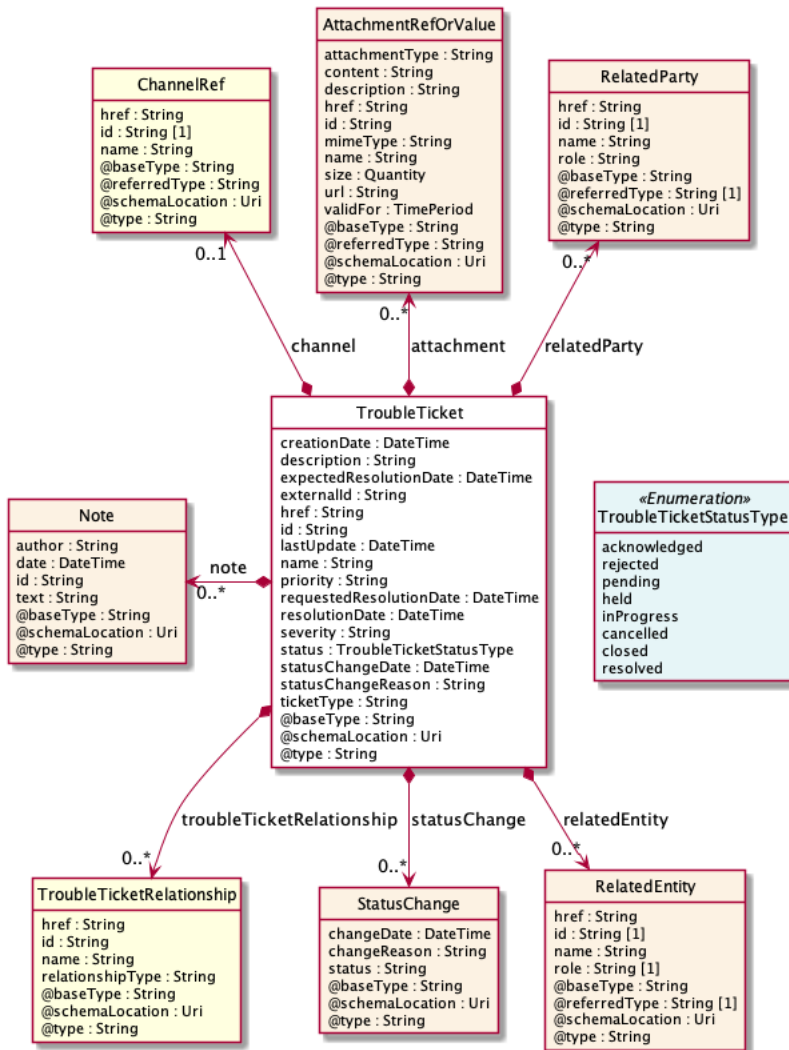 AttachmentRefOrValue
attachmentType : String
content : String
description : String
href : String
id : String
mimeType : String
name : String
size : Quantity
url : String
validFor : TimePeriod
@baseType : String
@referredType : String
@schemaLocation : Uri
@type : String
ChannelRef
href : String
id : String [1]
name : String
@baseType : String
@referredType : String
@schemaLocation : Uri
@type : String
RelatedParty
href : String
id : String [1]
name : String
role : String
@baseType : String
@referredType : String [1]
@schemaLocation : Uri
@type : String
0..1
0..*
0..*
channel
attachment
relatedParty
TroubleTicket
creationDate : DateTime
description : String
expectedResolutionDate : DateTime
externalId : String
href : String
id : String
lastUpdate : DateTime
name : String
priority : String
requestedResolutionDate : DateTime
resolutionDate : DateTime
severity : String
status : TroubleTicketStatusType
statusChangeDate : DateTime
statusChangeReason : String
ticketType : String
@baseType : String
@schemaLocation : Uri
@type : String
Note
author : String
date : DateTime
id : String
text : String
@baseType : String
@schemaLocation : Uri
@type : String
note
0..*
«Enumeration»
TroubleTicketStatusType
acknowledged
rejected
pending
held
inProgress
cancelled
closed
resolved
troubleTicketRelationship
statusChange
relatedEntity
0..*
0..*
0..*
TroubleTicketRelationship
href : String
id : String
name : String
relationshipType : String
@baseType : String
@schemaLocation : Uri
@type : String
StatusChange
changeDate : DateTime
changeReason : String
status : String
@baseType : String
@schemaLocation : Uri
@type : String
RelatedEntity
href : String
id : String [1]
name : String
role : String [1]
@baseType : String
@referredType : String [1]
@schemaLocation : Uri
@type : String